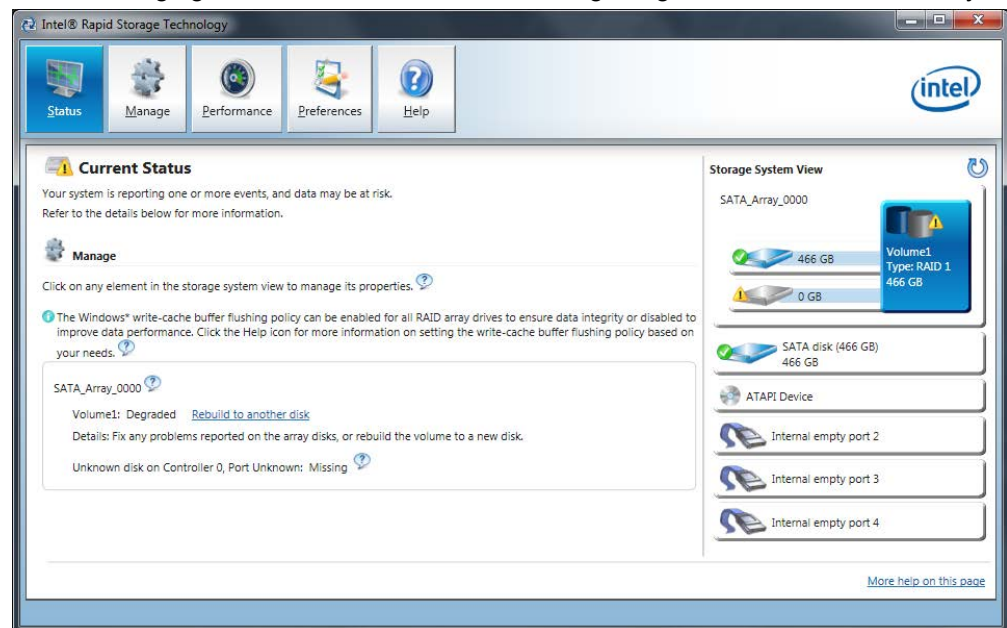 Intel® Rapid Storage Technology
Status
Manage
Performance
Preferences
Help
intel
Current Status
Your system is reporting one or more events, and data may be at risk.
Refer to the details below for more information.
Manage
Click on any element in the storage system view to manage its properties.
The Windows* write-cache buffer flushing policy can be enabled for all RAID array drives to ensure data integrity or disabled to
improve data performance. Click the Help icon for more information on setting the write-cache buffer flushing policy based on
your needs.
SATA_Array_0000
Volume1: Degraded Rebuild to another disk
Details: Fix any problems reported on the array disks, or rebuild the volume to a new disk.
Unknown disk on Controller 0, Port Unknown: Missing
Storage System View
SATA_Array_0000
466 GB
0 GB
Volume1
Type: RAID 1
466 GB
SATA disk (466 GB)
466 GB
ATAPI Device
Internal empty port 2
Internal empty port 3
Internal empty port 4
More help on this page